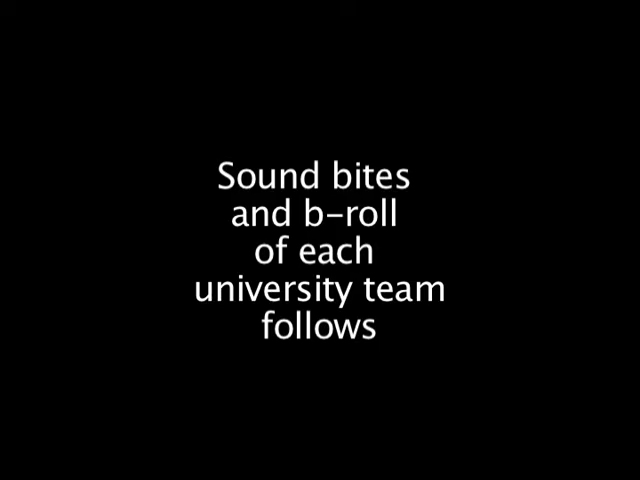 Sound bites
and b-roll
of each
university team
follows